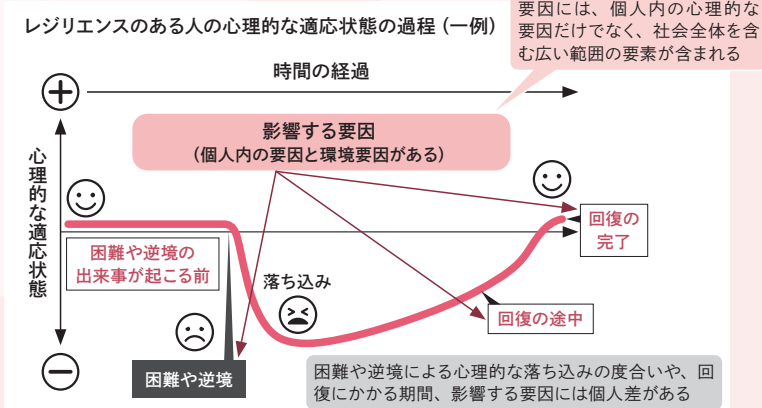 レジリエンスのある人の心理的な適応状態の過程（一例）
要因には、個人内の心理的な
要因だけでなく、社会全体を含
む広い範囲の要素が含まれる
時間の経過
影響する要因
（個人内の要因と環境要因がある）
心理的な適応状態
困難や逆境の
出来事が起こる前
落ち込み
回復の
完了
回復の途中
困難や逆境
困難や逆境による心理的な落ち込みの度合いや、回
復にかかる期間、影響する要因には個人差がある